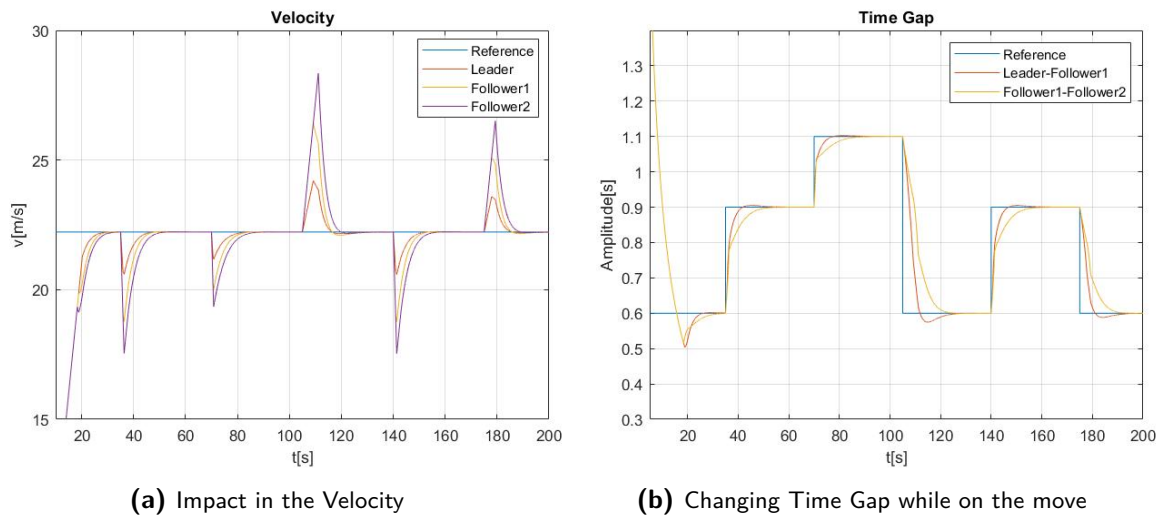 Velocity
30
25
20
15
v[m/s]
20 40 60 80 100 120 140 160 180 200
t[s]
Reference
Leader
Follower1
Follower2
(a) Impact in the Velocity
Time Gap
1.3
1.2
1.1
1
0.9
0.8
0.7
0.6
0.5
0.4
0.3
Amplitude[s]
20 40 60 80 100 120 140 160 180 200
t[s]
Reference
Leader-Follower1
Follower1-Follower2
(b) Changing Time Gap while on the move